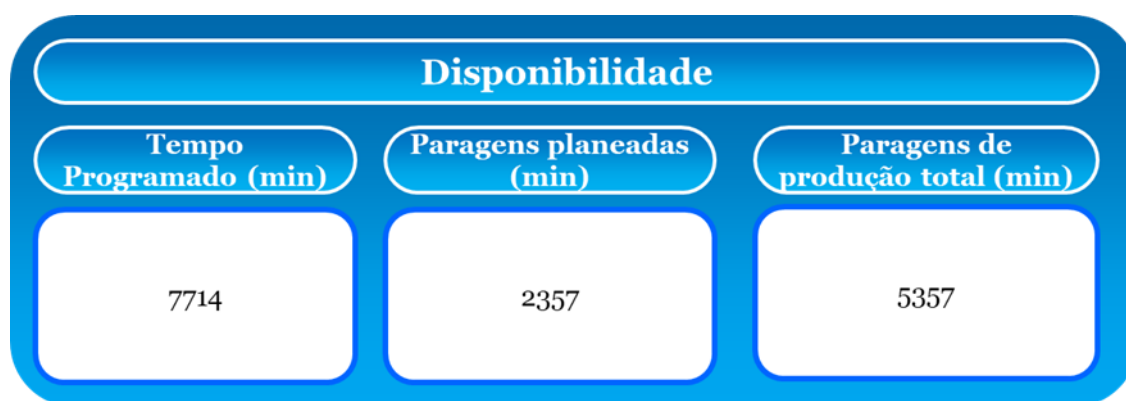 Disponibilidade
Tempo
Programado (min)
Paragens planeadas
(min)
Paragens de
produção total (min)
7714
2357
5357